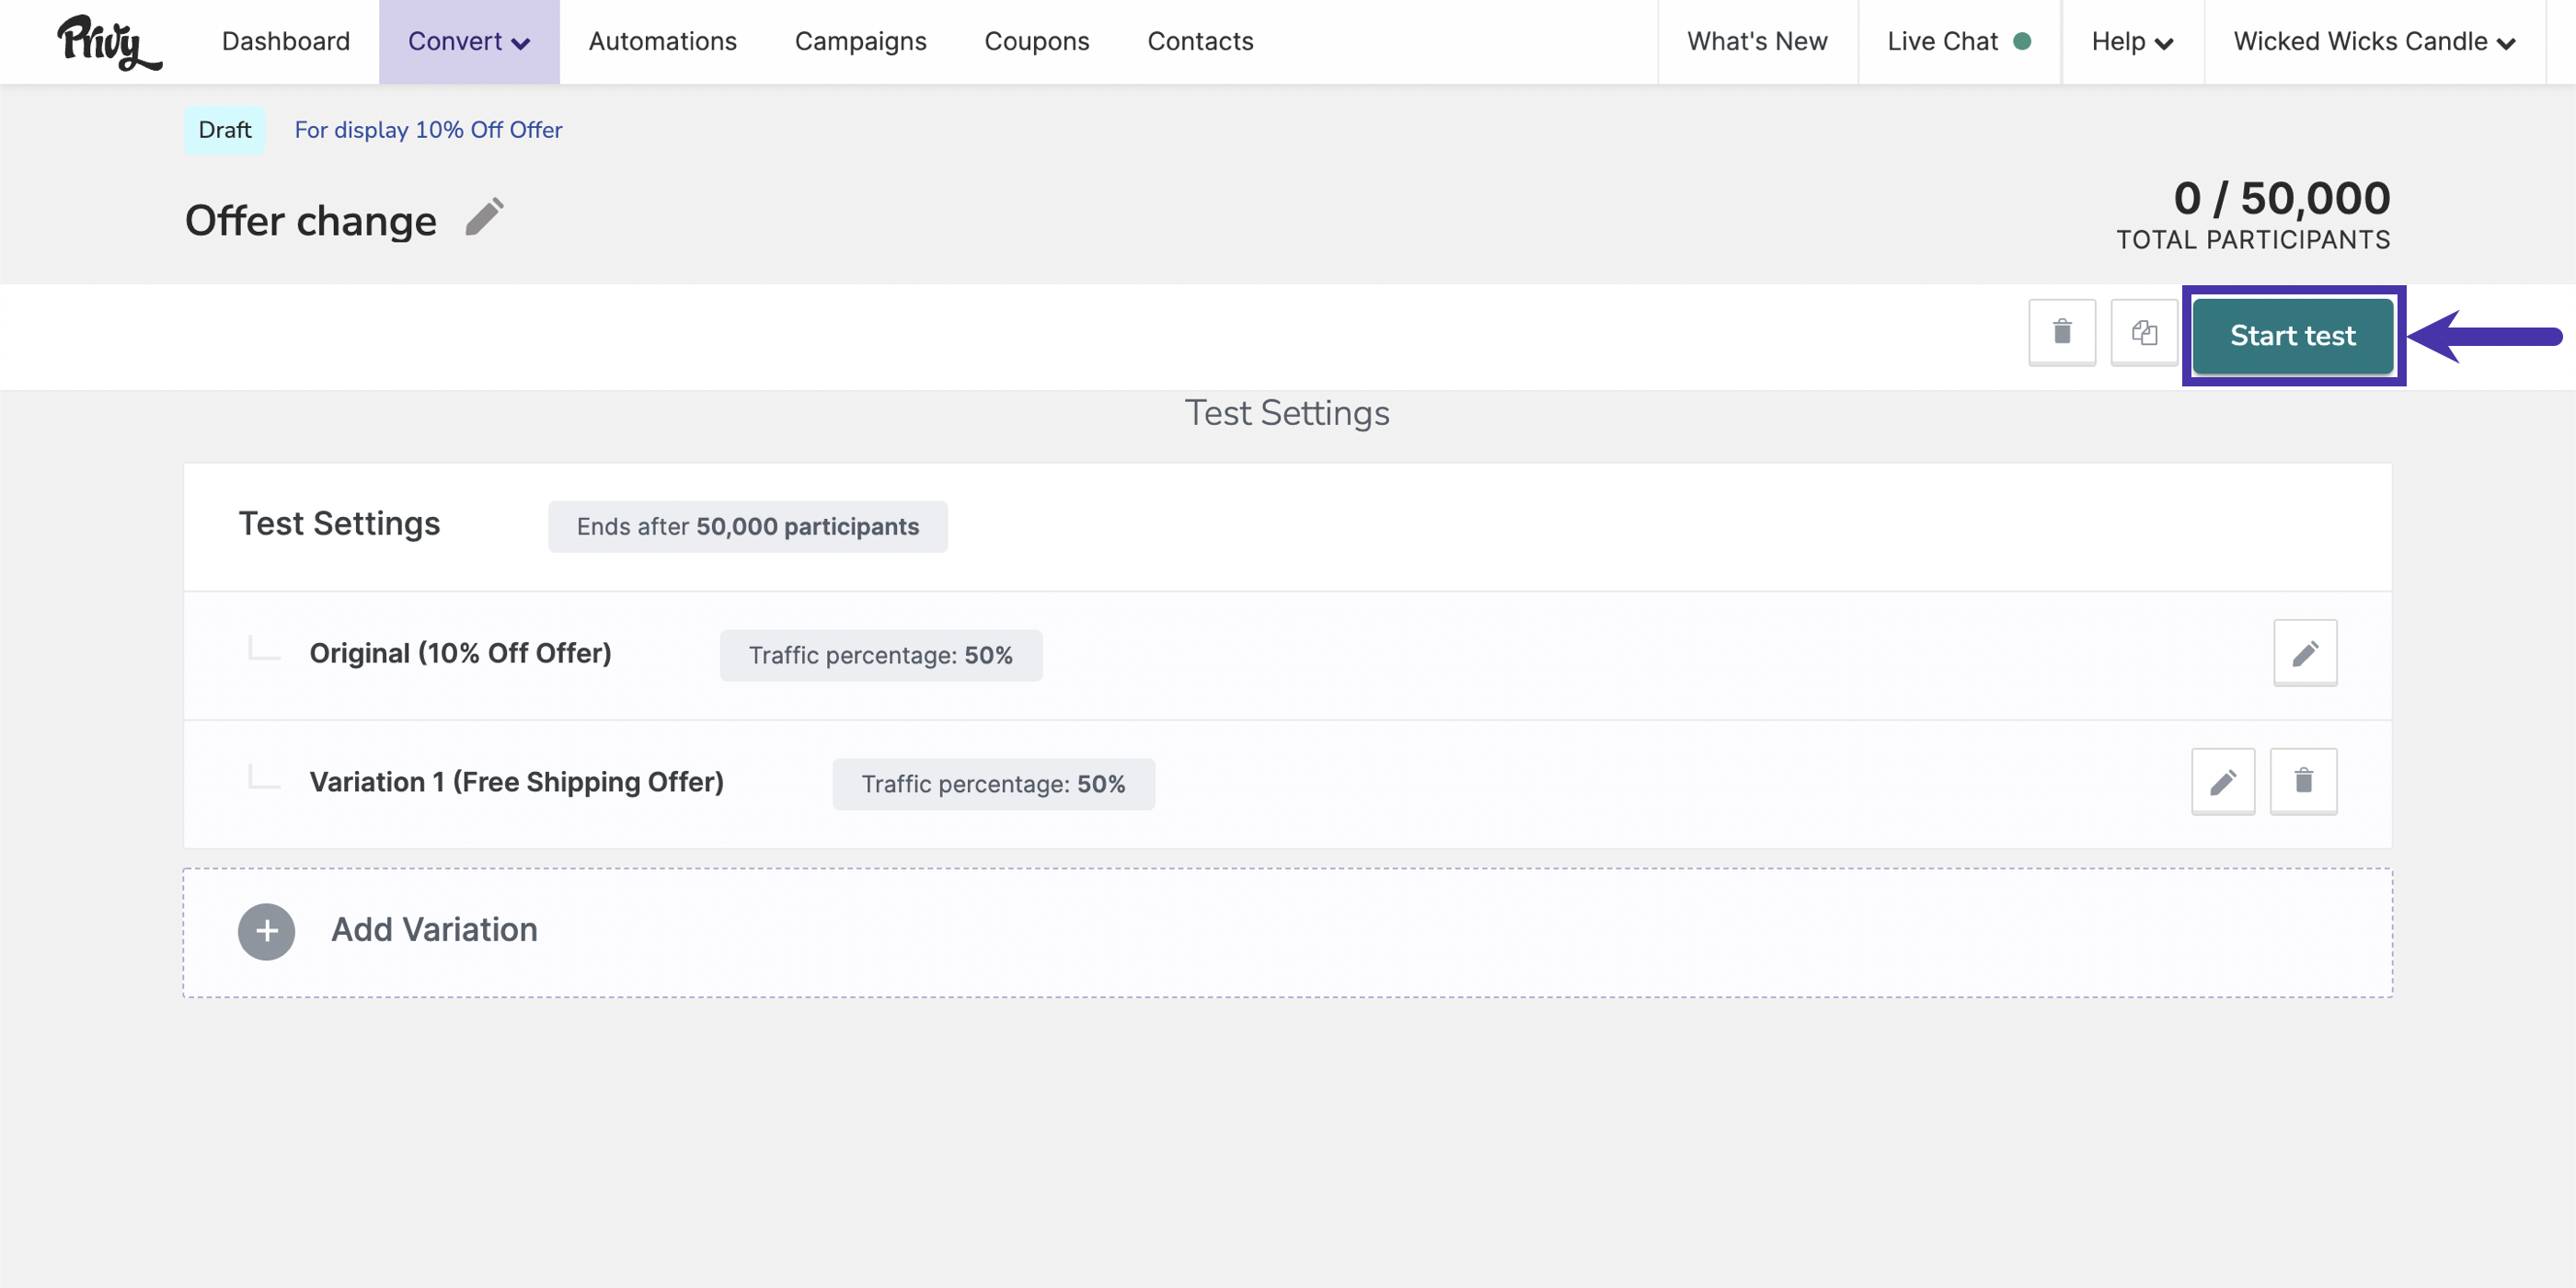 Privy Dashboard Convert Automations Campaigns Coupons Contacts What's New Live Chat Help Wicked Wicks Candle
Draft For display 10% Off Offer
Offer change
0 / 50,000
TOTAL PARTICIPANTS
Start test
Test Settings
Test Settings Ends after 50,000 participants
Original (10% Off Offer) Traffic percentage: 50%
Variation 1 (Free Shipping Offer) Traffic percentage: 50%
Add Variation